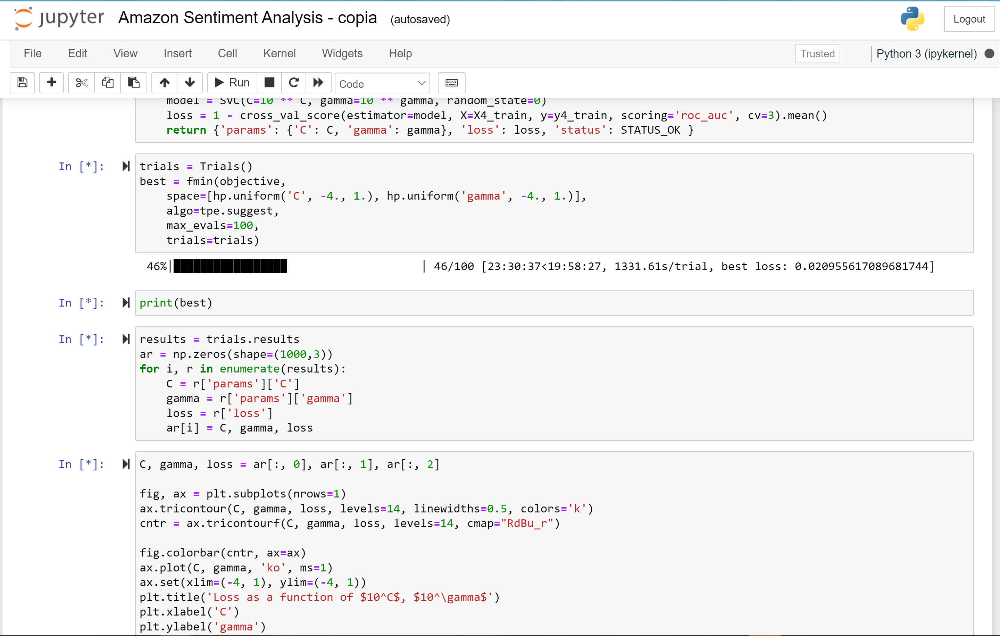 jupyter Amazon Sentiment Analysis - copia (autosaved) Logout
File Edit View Insert Cell Kernel Widgets Help Trusted Python 3 (ipykernel)
Run Code
model = SVC(C=10 ** C, gamma=10 ** gamma, random_state=0)
loss = 1 - cross_val_score(estimator=model, X=X4_train, y=y4_train, scoring='roc_auc', cv=3).mean()
return {'params': {'C': C, 'gamma': gamma}, 'loss': loss, 'status': STATUS_OK }
In [*]: trials = Trials()
best = fmin(objective,
space=[hp.uniform('C', -4., 1.), hp.uniform('gamma', -4., 1.)],
algo=tpe.suggest,
max_evals=100,
trials=trials)
46%| | 46/100 [23:30:37<19:58:27, 1331.61s/trial, best loss: 0.020955617089681744]
In [*]: print(best)
In [*]: results = trials.results
ar = np.zeros(shape=(1000,3))
for i, r in enumerate(results):
C = r['params']['C']
gamma = r['params']['gamma']
loss = r['loss']
ar[i] = C, gamma, loss
In [*]: C, gamma, loss = ar[:, 0], ar[:, 1], ar[:, 2]
fig, ax = plt.subplots(nrows=1)
ax.tricontour(C, gamma, loss, levels=14, linewidths=0.5, colors='k')
cntr = ax.tricontourf(C, gamma, loss, levels=14, cmap="RdBu_r")
fig.colorbar(cntr, ax=ax)
ax.plot(C, gamma, 'ko', ms=1)
ax.set(xlim=(-4, 1), ylim=(-4, 1))
plt.title('Loss as a function of $10^C$, $10^\gamma$')
plt.xlabel('C')
plt.ylabel('gamma')